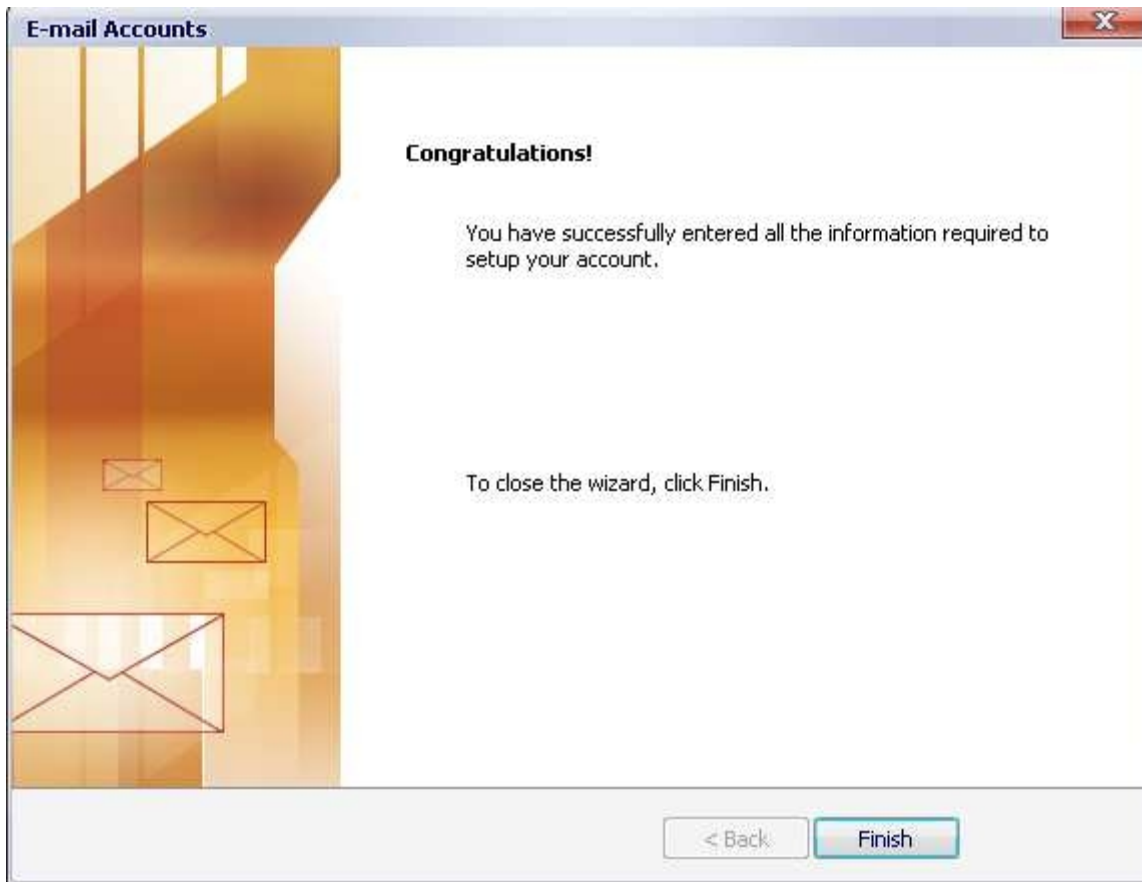 E-mail Accounts
X
Congratulations!
You have successfully entered all the information required to
setup your account.
To close the wizard, click Finish.
< Back
Finish